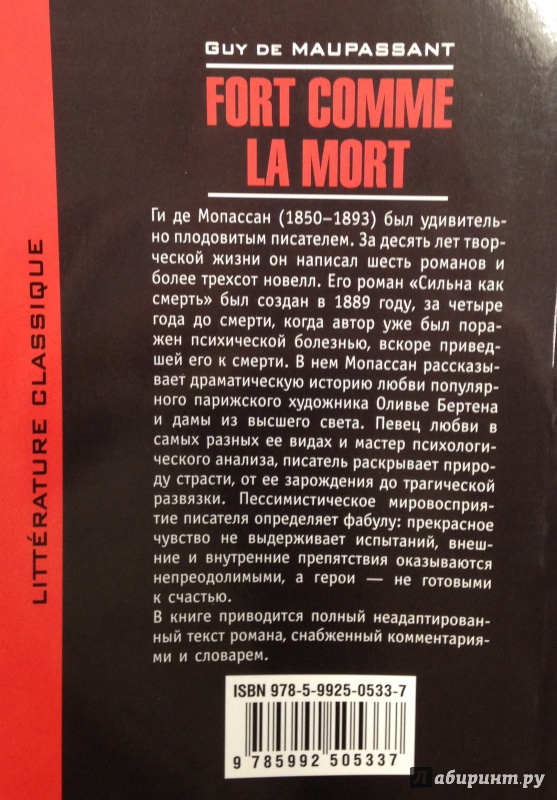 GUY DE MAUPASSANT
FORT COMME
LA MORT
Ги де Мопассан (1850–1893) был удивитель-
но плодовитым писателем. За десять лет твор-
ческой жизни он написал шесть романов и
более трехсот новелл. Его роман «Сильна как
смерть» был создан в 1889 году, за четыре
года до смерти, когда автор уже был пора-
жен психической болезнью, вскоре привед-
шей его к смерти. В нем Мопассан рассказы-
вает драматическую историю любви популяр-
ного парижского художника Оливье Бертена
и дамы из высшего света. Певец любви в
самых разных ее видах и мастер психологи-
ческого анализа, писатель раскрывает приро-
ду страсти, от ее зарождения до трагической
развязки. Пессимистическое мировосприя-
тие писателя определяет фабулу: прекрасное
чувство не выдерживает испытаний, внеш-
ние и внутренние препятствия оказываются
непреодолимыми, а герои — не готовыми
к счастью.
В книге приводится полный неадаптирован-
ный текст романа, снабженный комментария-
ми и словарем.
LITTÉRATURE CLASSIQUE
ISBN 978-5-9925-0533-7
9 785992 505337
Лабиринт.ру